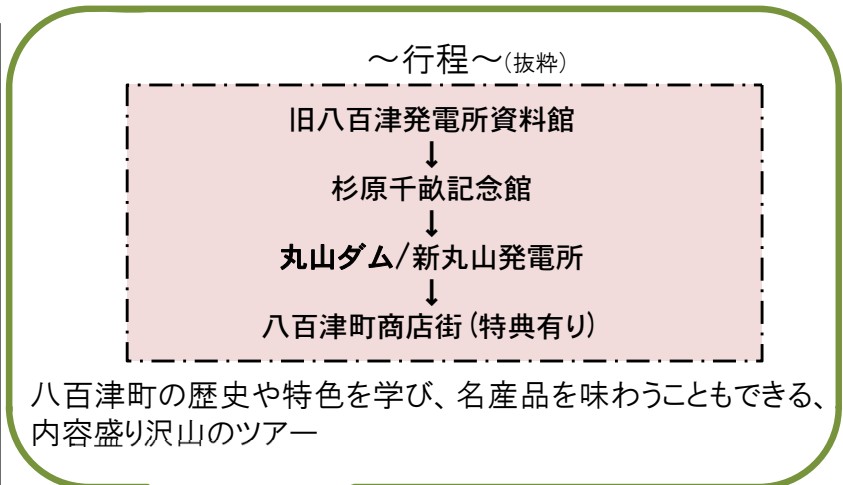 ～行程～(抜粋)
旧八百津発電所資料館
↓
杉原千畝記念館
↓
丸山ダム/新丸山発電所
↓
八百津町商店街(特典有り)
八百津町の歴史や特色を学び、名産品を味わうこともできる、
内容盛り沢山のツアー